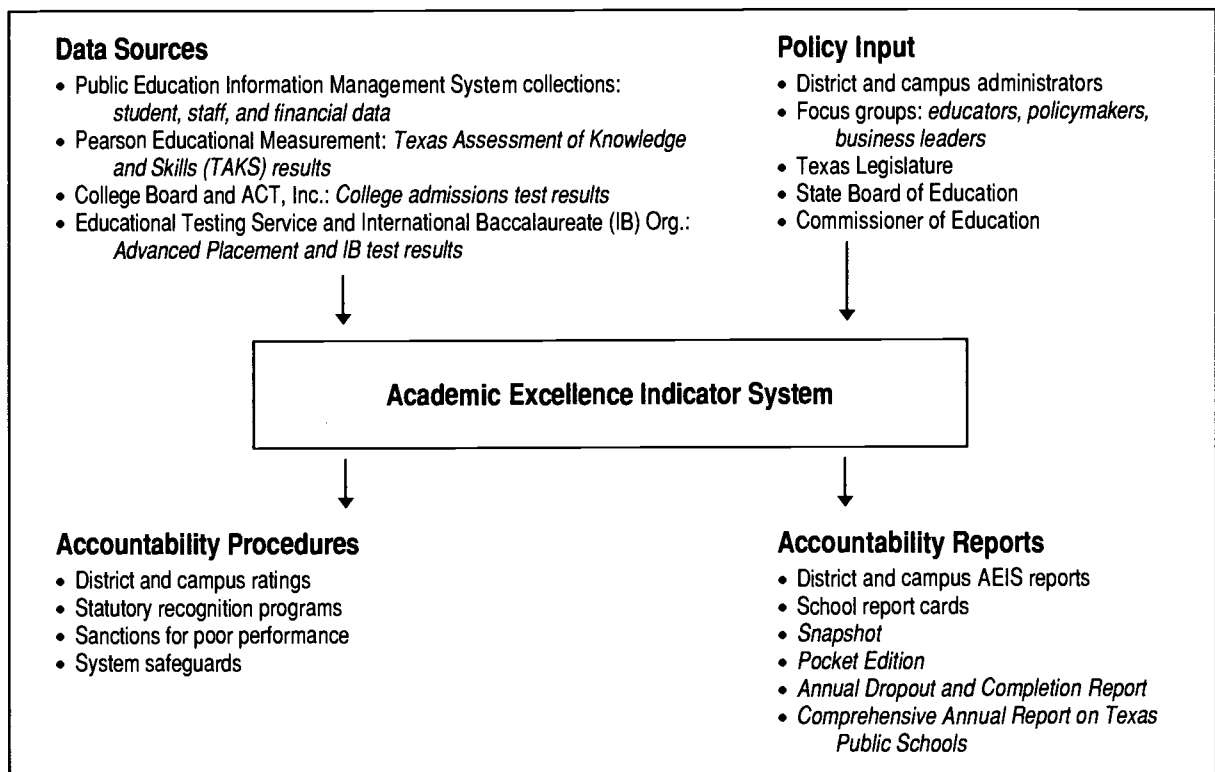 Data Sources
• Public Education Information Management System collections:
student, staff, and financial data
• Pearson Educational Measurement: Texas Assessment of Knowledge
and Skills (TAKS) results
• College Board and ACT, Inc.: College admissions test results
• Educational Testing Service and International Baccalaureate (IB) Org.:
Advanced Placement and IB test results
Policy Input
• District and campus administrators
• Focus groups: educators, policymakers,
business leaders
• Texas Legislature
• State Board of Education
• Commissioner of Education
Academic Excellence Indicator System
Accountability Procedures
• District and campus ratings
• Statutory recognition programs
• Sanctions for poor performance
• System safeguards
Accountability Reports
• District and campus AEIS reports
• School report cards
• Snapshot
• Pocket Edition
• Annual Dropout and Completion Report
• Comprehensive Annual Report on Texas
Public Schools